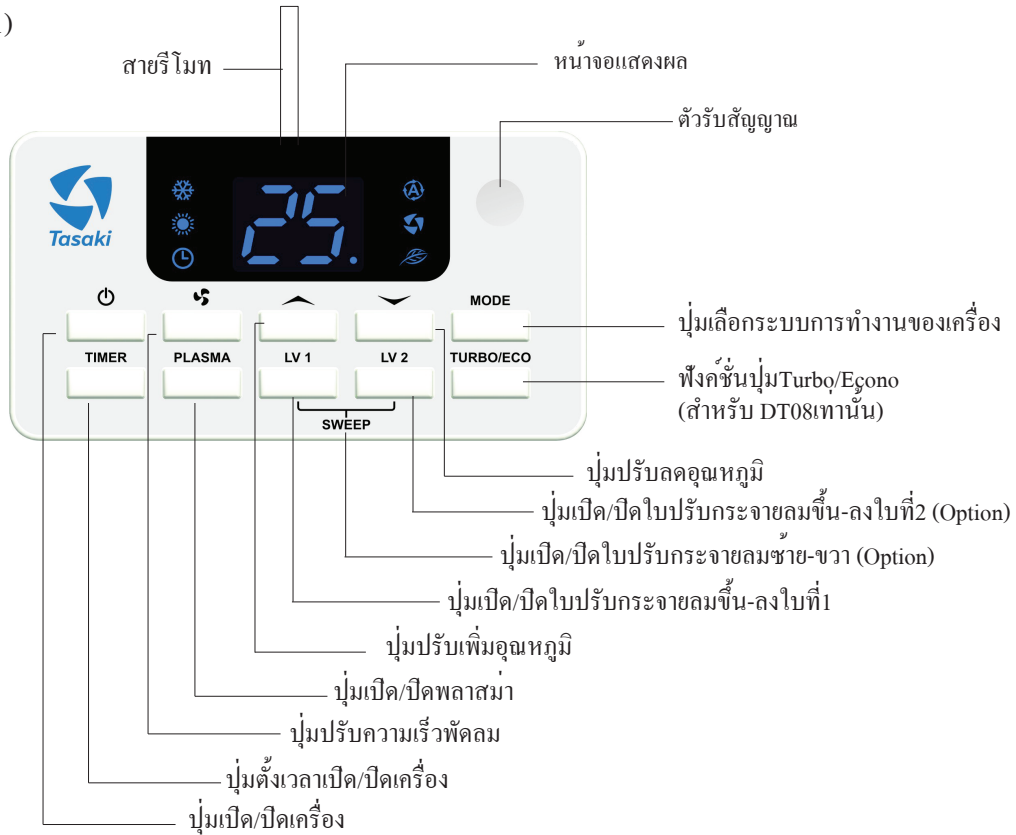 )
สายรีโมท
หน้าจอแสดงผล
ตัวรับสัญญาณ
Tasaki
25.
A
MODE
TIMER PLASMA LV 1 LV 2 TURBO/ECO
SWEEP
ปุ่มเลือกระบบการทำงานของเครื่อง
ฟังค์ชั่นปุ่มTurbo/Econo
(สำหรับ DT08เท่านั้น)
ปุ่มปรับลดอุณหภูมิ
ปุ่มเปิด/ปิดใบปรับกระจายลมขึ้น-ลงใบที่2 (Option)
ปุ่มเปิด/ปิดใบปรับกระจายลมซ้าย-ขวา (Option)
ปุ่มเปิด/ปิดใบปรับกระจายลมขึ้น-ลงใบที่1
ปุ่มปรับเพิ่มอุณหภูมิ
ปุ่มเปิด/ปิดพลาสม่า
ปุ่มปรับความเร็วพัดลม
ปุ่มตั้งเวลาเปิด/ปิดเครื่อง
ปุ่มเปิด/ปิดเครื่อง